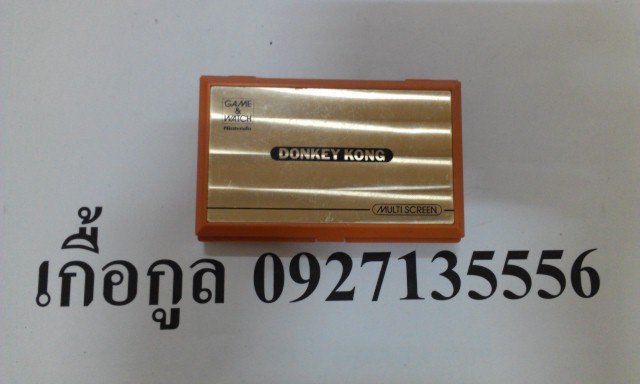 GAME
&
WATCH
Nintendo
DONKEY KONG
MULTI SCREEN
เกื้อกูล 0927135556